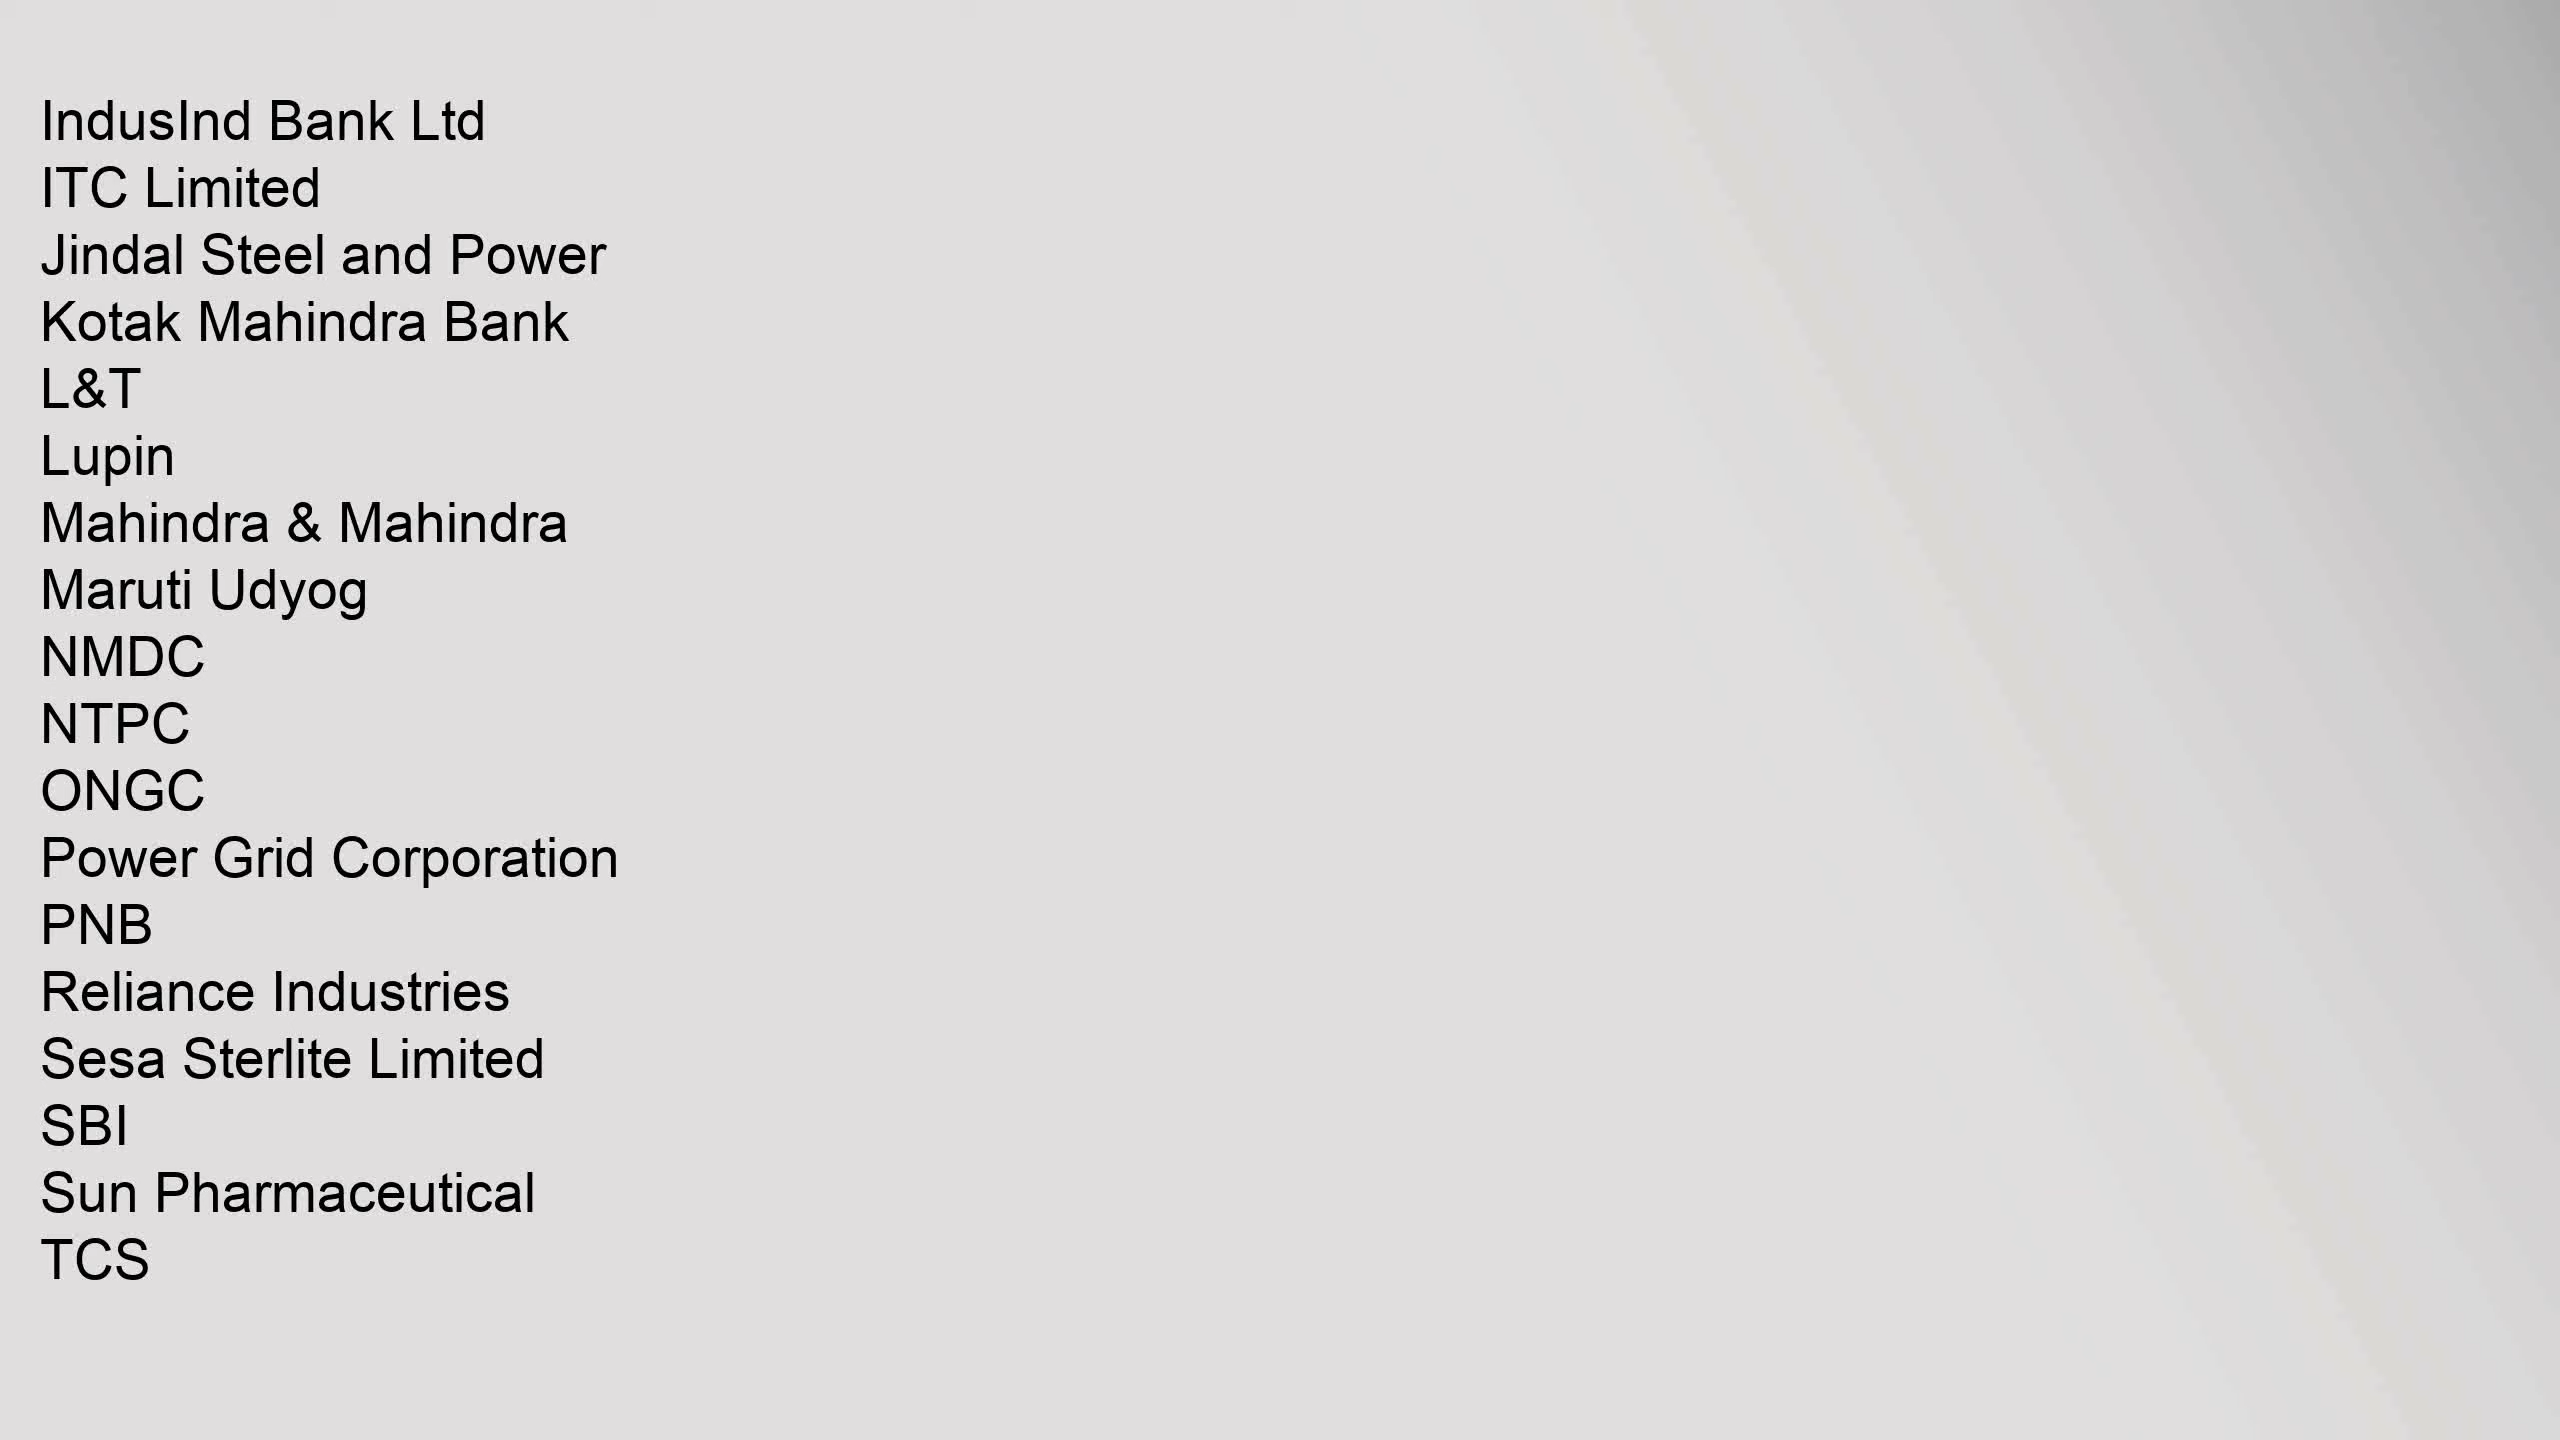 IndusInd Bank Ltd
ITC Limited
Jindal Steel and Power
Kotak Mahindra Bank
L&T
Lupin
Mahindra & Mahindra
Maruti Udyog
NMDC
NTPC
ONGC
Power Grid Corporation
PNB
Reliance Industries
Sesa Sterlite Limited
SBI
Sun Pharmaceutical
TCS